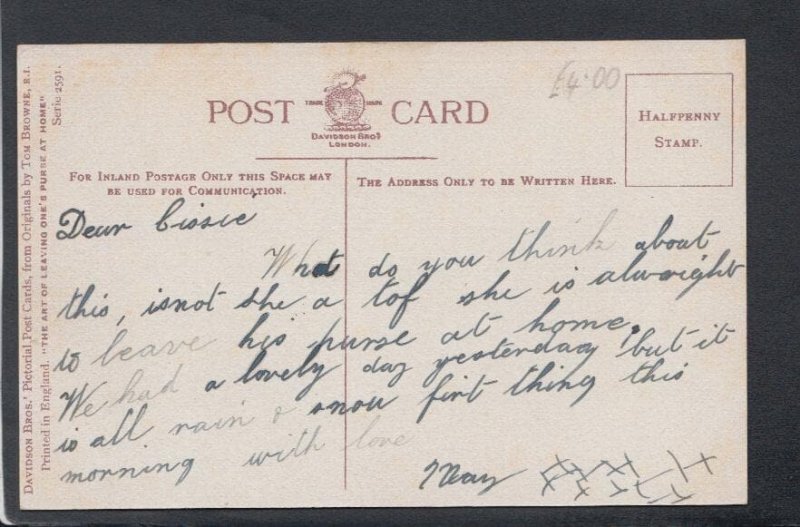 £4.00
POST CARD
TRADE MARK
DAVIDSON BROS
LONDON.
HALFPENNY
STAMP.
FOR INLAND POSTAGE ONLY THIS SPACE MAY
BE USED FOR COMMUNICATION.
THE ADDRESS ONLY TO BE WRITTEN HERE.
DAVIDSON BROS.' Pictorial Post Cards, from Originals by TOM BROWNE, R.I.
Serie 2591.
Printed in England. "THE ART OF LEAVING ONE'S PURSE AT HOME"
Dear Cissie
What do you think about
this, isnot she a tof she is alwright
to leave his purse at home.
We had a lovely day yesterday but it
is all rain & snow firt thing this
morning with love
May XXXXXXXX